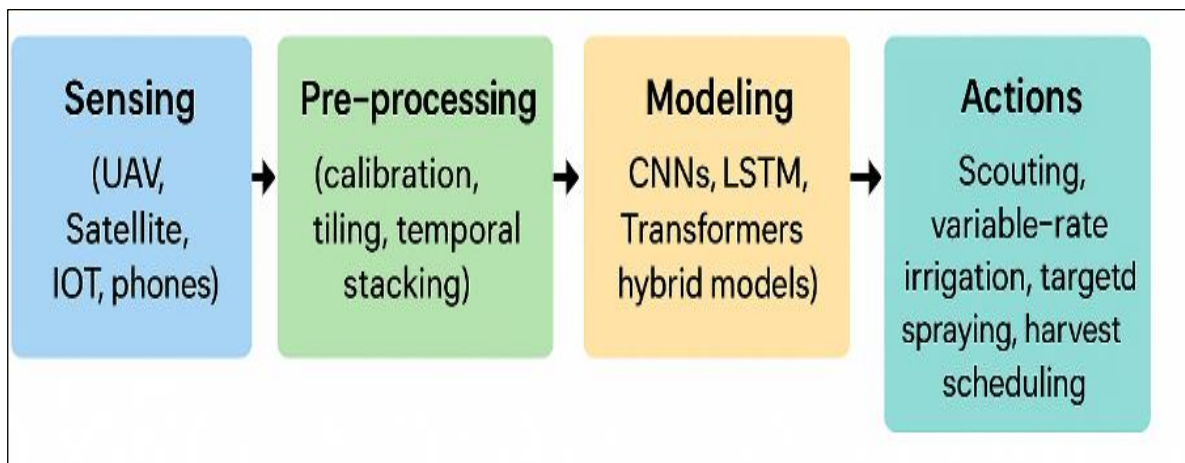 Sensing
(UAV,
Satellite,
IOT, phones)
Pre-processing
(calibration,
tiling, temporal
stacking)
Modeling
CNNs, LSTM,
Transformers
hybrid models)
Actions
Scouting,
variable-rate
irrigation, targetd
spraying, harvest
scheduling